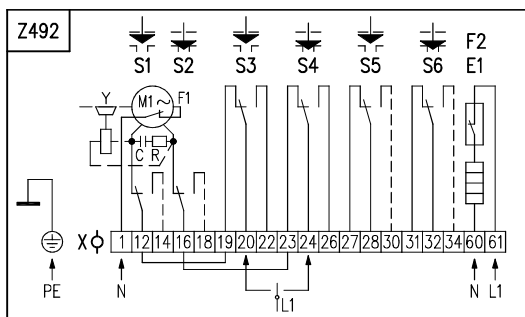 Z492
F2
S1 S2 S3 S4 S5 S6 E1
Y M1 ~ F1
C R
X 1 12 14 16 18 19 20 22 23 24 26 27 28 30 31 32 34 60 61
PE N L1 N L1